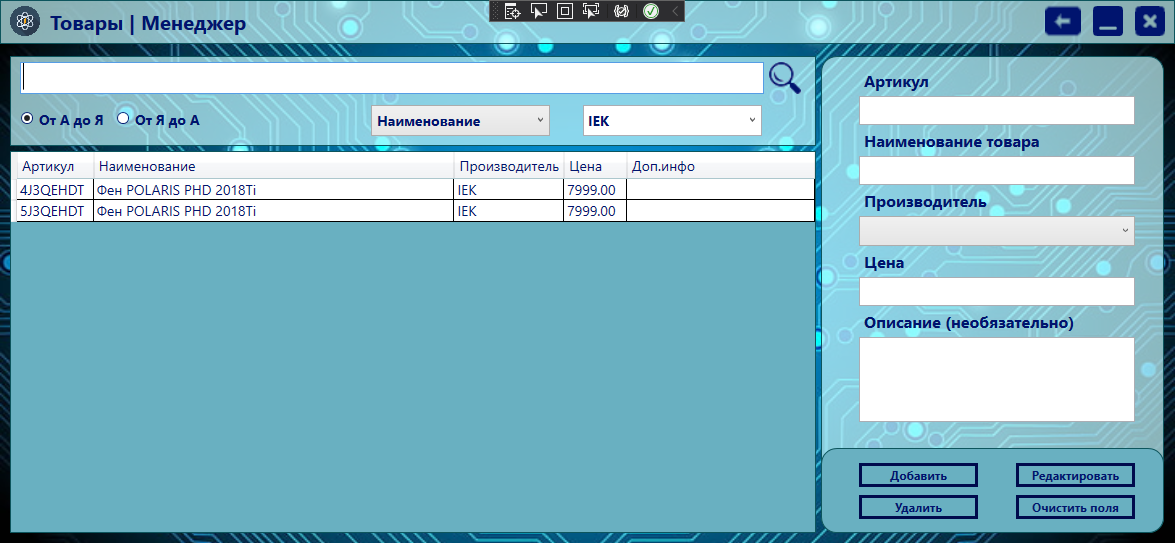 Товары | Менеджер
От А до Я От Я до А Наименование IEK
Артикул Наименование Производитель Цена Доп.инфо
4J3QEHDT Фен POLARIS PHD 2018Ti IEK 7999.00
5J3QEHDT Фен POLARIS PHD 2018Ti IEK 7999.00
Артикул
Наименование товара
Производитель
Цена
Описание (необязательно)
Добавить Редактировать
Удалить Очистить поля